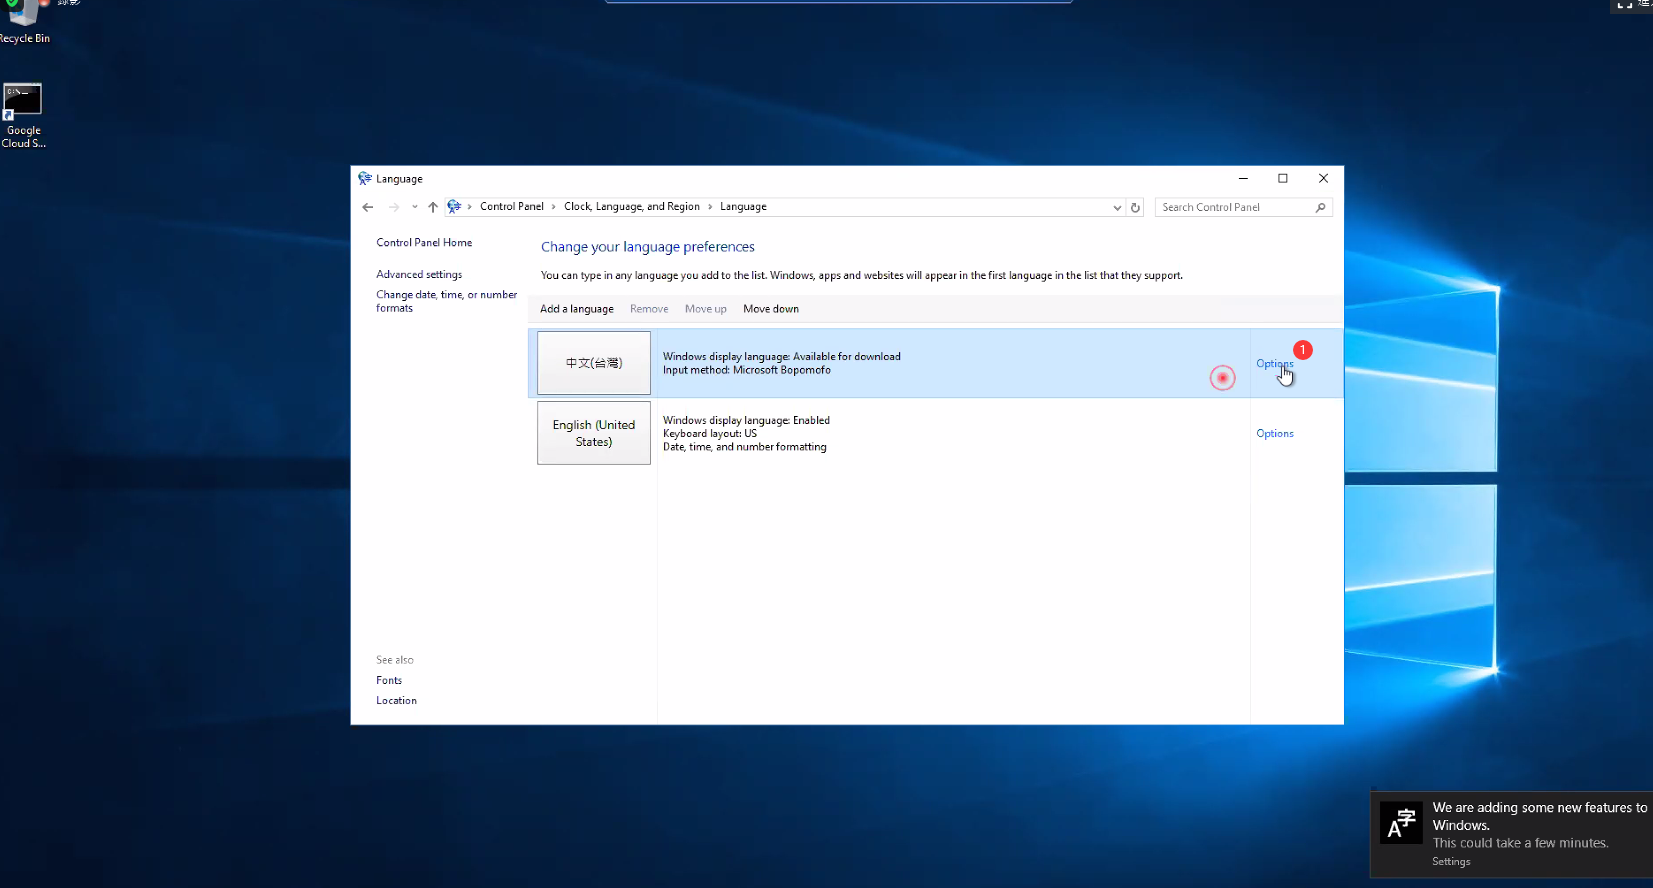 Recycle Bin
Google
Cloud S...
Language
Control Panel
Clock, Language, and Region
Language
Search Control Panel
Control Panel Home
Advanced settings
Change date, time, or number
formats
Change your language preferences
You can type in any language you add to the list. Windows, apps and websites will appear in the first language in the list that they support.
Add a language
Remove
Move up
Move down
中文(台灣)
Windows display language: Available for download
Input method: Microsoft Bopomofo
Options
1
English (United
States)
Windows display language: Enabled
Keyboard layout: US
Date, time, and number formatting
Options
See also
Fonts
Location
We are adding some new features to
Windows.
This could take a few minutes.
Settings